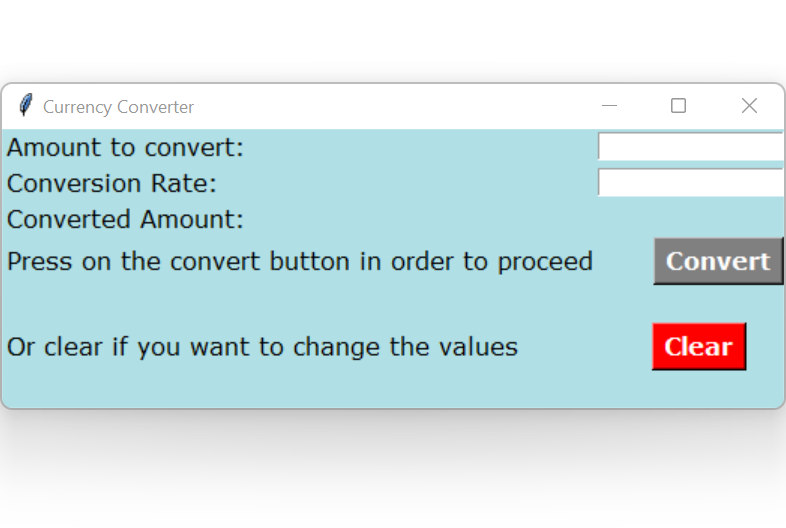 Currency Converter
Amount to convert:
Conversion Rate:
Converted Amount:
Press on the convert button in order to proceed Convert
Or clear if you want to change the values Clear